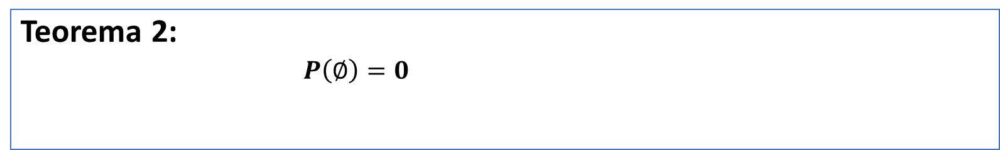 Teorema 2:
P(∅) = 0